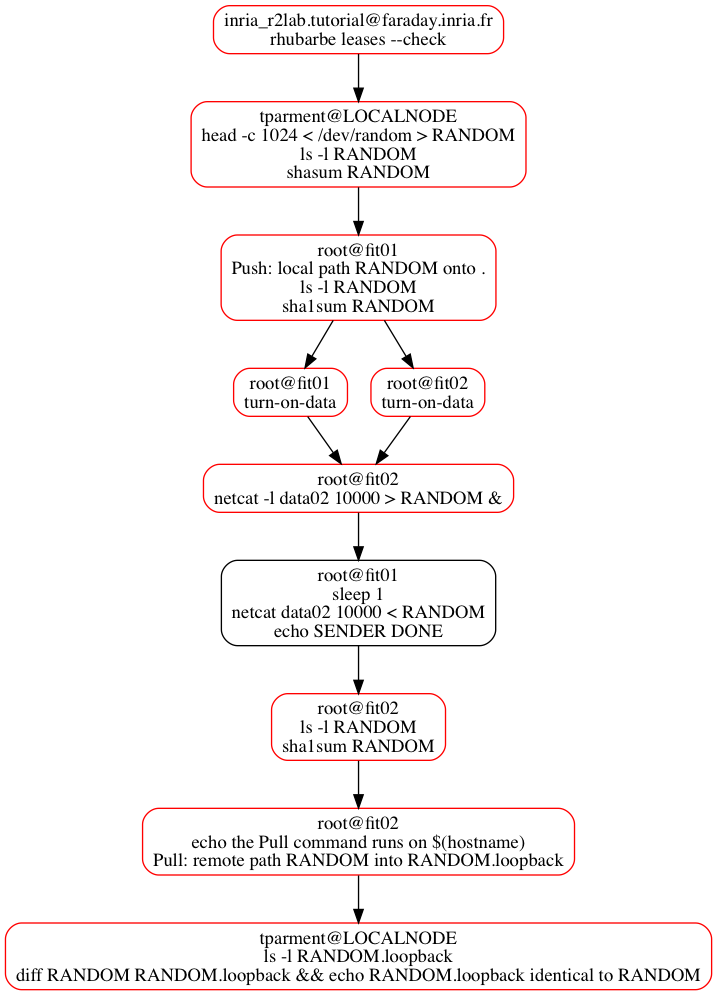 inria_r2lab.tutorial@faraday.inria.fr
rhubarbe leases --check
tparment@LOCALNODE
head -c 1024 < /dev/random > RANDOM
ls -l RANDOM
shasum RANDOM
root@fit01
Push: local path RANDOM onto .
ls -l RANDOM
sha1sum RANDOM
root@fit01
turn-on-data
root@fit02
turn-on-data
root@fit02
netcat -l data02 10000 > RANDOM &
root@fit01
sleep 1
netcat data02 10000 < RANDOM
echo SENDER DONE
root@fit02
ls -l RANDOM
sha1sum RANDOM
root@fit02
echo the Pull command runs on $(hostname)
Pull: remote path RANDOM into RANDOM.loopback
tparment@LOCALNODE
ls -l RANDOM.loopback
diff RANDOM RANDOM.loopback && echo RANDOM.loopback identical to RANDOM